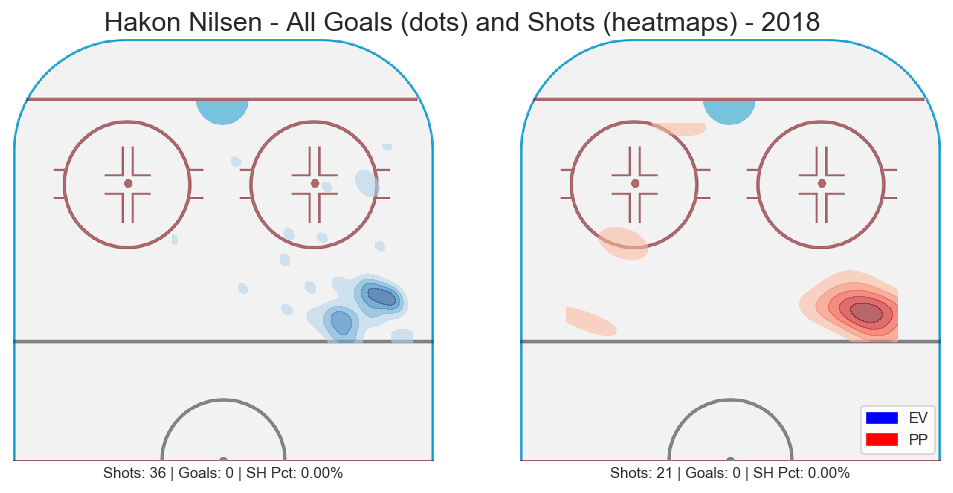 Hakon Nilsen - All Goals (dots) and Shots (heatmaps) - 2018
EV
PP
Shots: 36 | Goals: 0 | SH Pct: 0.00%
Shots: 21 | Goals: 0 | SH Pct: 0.00%